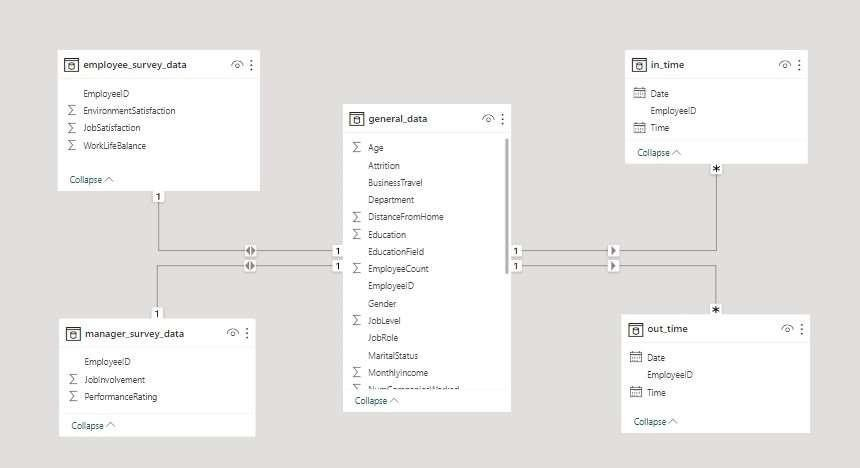 employee_survey_data
EmployeeID
EnvironmentSatisfaction
JobSatisfaction
WorkLifeBalance
Collapse
1
manager_survey_data
EmployeeID
JobInvolvement
PerformanceRating
Collapse
1
general_data
Age
Attrition
BusinessTravel
Department
DistanceFromHome
Education
EducationField
EmployeeCount
EmployeeID
Gender
JobLevel
JobRole
MaritalStatus
MonthlyIncome
NumCompaniesWorked
Collapse
1
1
1
1
in_time
Date
EmployeeID
Time
Collapse
*
out_time
Date
EmployeeID
Time
Collapse
*